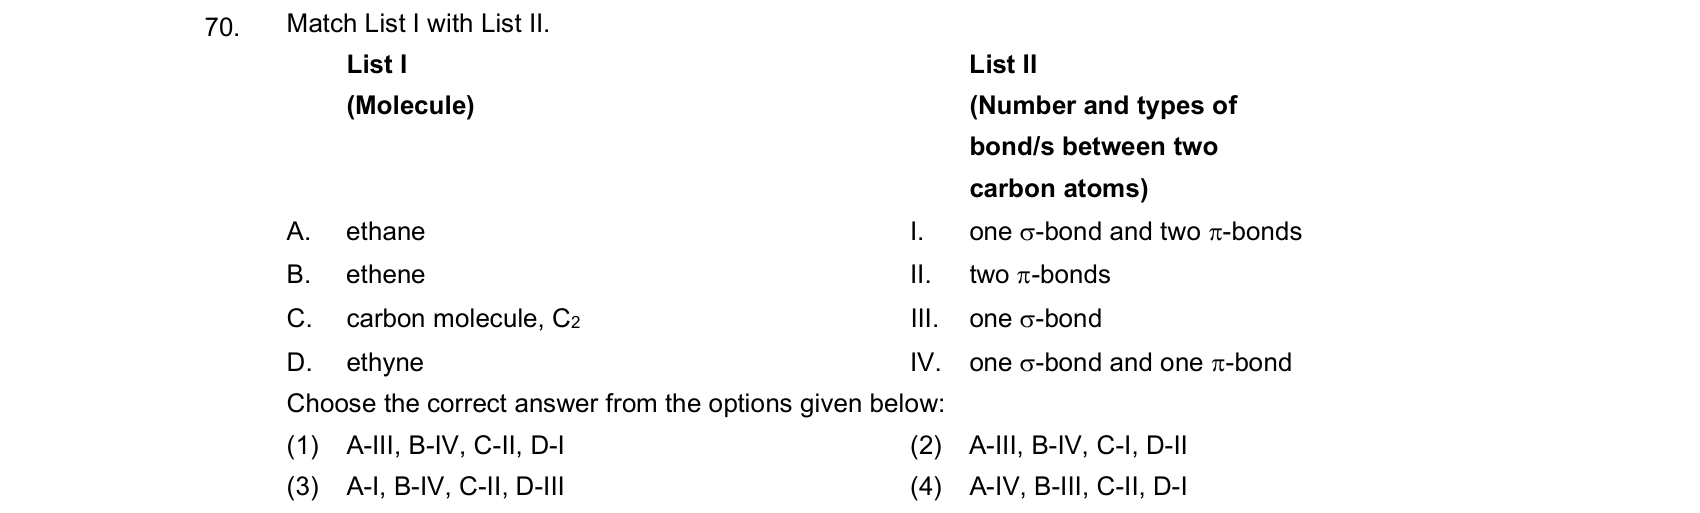 70. Match List I with List II.
List I List II
(Molecule) (Number and types of
bond/s between two
carbon atoms)
A. ethane I. one σ-bond and two π-bonds
B. ethene II. two π-bonds
C. carbon molecule, C₂ III. one σ-bond
D. ethyne IV. one σ-bond and one π-bond
Choose the correct answer from the options given below:
(1) A-III, B-IV, C-II, D-I (2) A-III, B-IV, C-I, D-II
(3) A-I, B-IV, C-II, D-III (4) A-IV, B-III, C-II, D-I